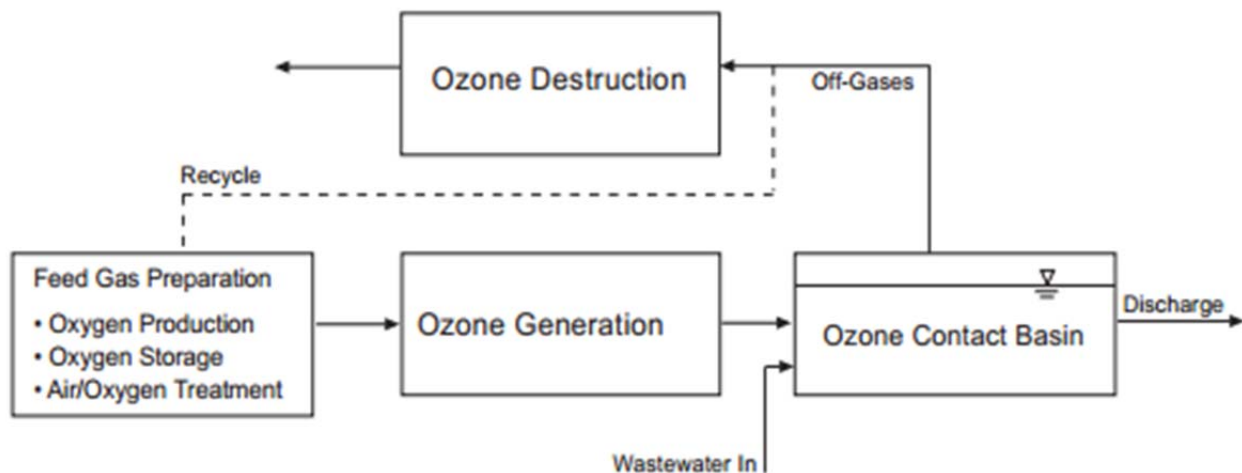 Ozone Destruction
Off-Gases
Recycle
Feed Gas Preparation
• Oxygen Production
• Oxygen Storage
• Air/Oxygen Treatment
Ozone Generation
Ozone Contact Basin
Discharge
Wastewater In